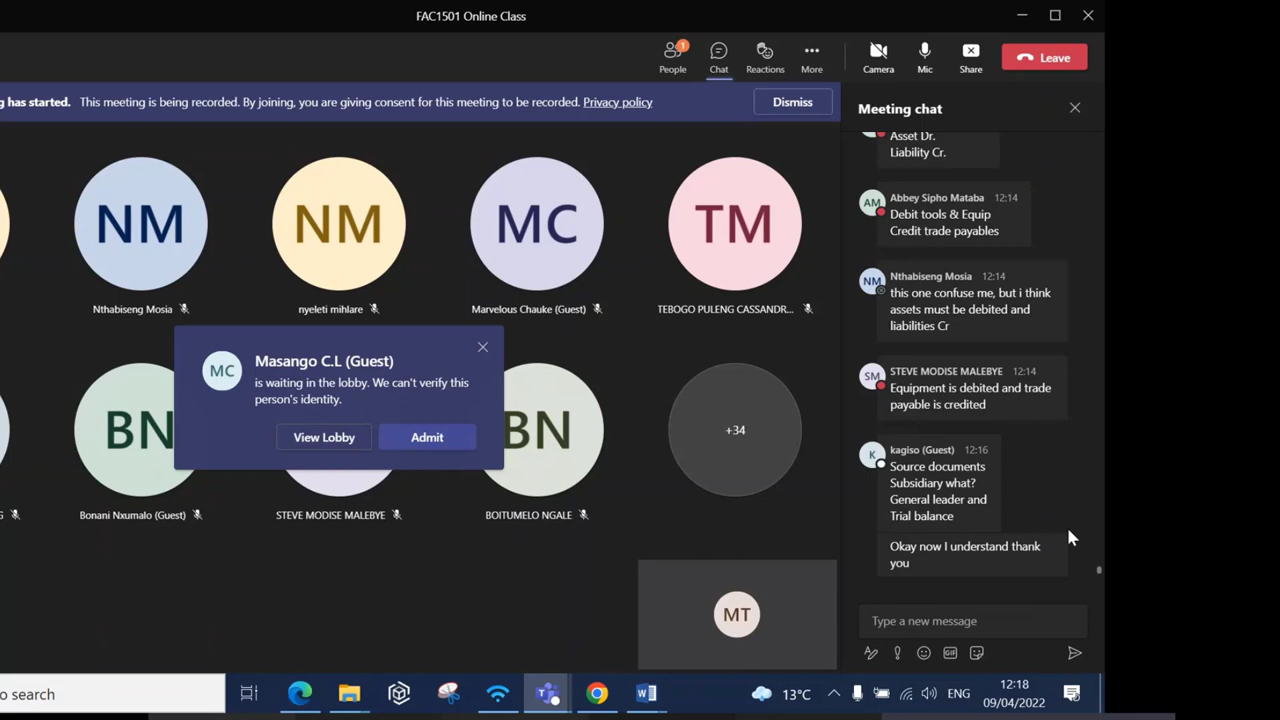 FAC1501 Online Class
1
People
Chat
Reactions
More
Camera
Mic
Share
Leave
g has started. This meeting is being recorded. By joining, you are giving consent for this meeting to be recorded. Privacy policy
Dismiss
NM
NM
MC
TM
Nthabiseng Mosia
nyeleti mihlare
Marvelous Chauke (Guest)
TEBOGO PULENG CASSANDR...
MC
Masango C.L (Guest)
is waiting in the lobby. We can't verify this
person's identity.
View Lobby
Admit
BN
BN
+34
G
Bonani Nxumalo (Guest)
STEVE MODISE MALEBYE
BOITUMELO NGALE
MT
Meeting chat
Asset Dr.
Liability Cr.
AM
Abbey Sipho Mataba 12:14
Debit tools & Equip
Credit trade payables
NM
Nthabiseng Mosia 12:14
this one confuse me, but i think
assets must be debited and
liabilities Cr
SM
STEVE MODISE MALEBYE 12:14
Equipment is debited and trade
payable is credited
K
kagiso (Guest) 12:16
Source documents
Subsidiary what?
General leader and
Trial balance
Okay now I understand thank
you
Type a new message
GIF
o search
13°C
ENG
12:18
09/04/2022